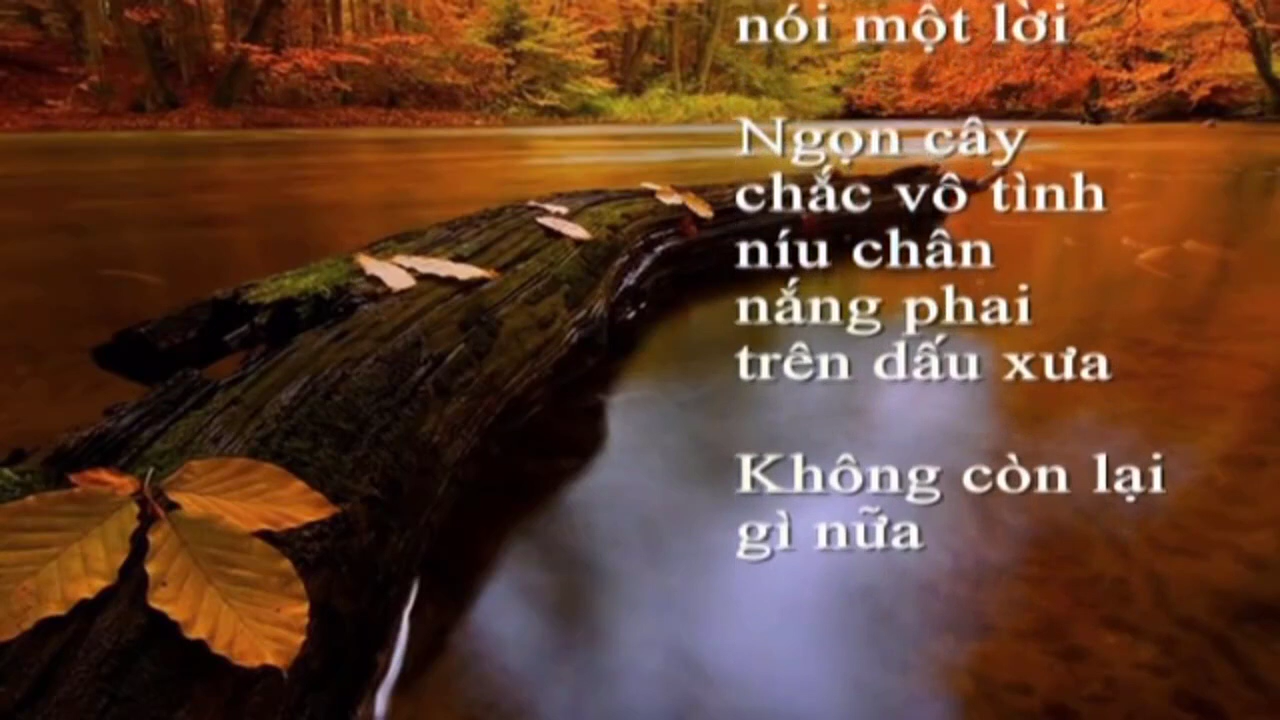 nói một lời
Ngọn cây
chắc vô tình
níu chân
nắng phai
trên dấu xưa
Không còn lại
gì nữa